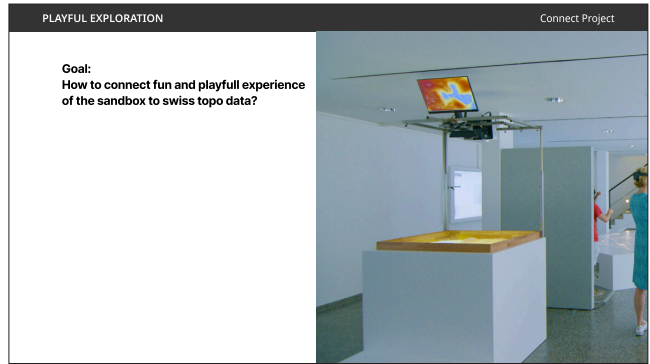 PLAYFUL EXPLORATION
Connect Project
Goal:
How to connect fun and playfull experience
of the sandbox to swiss topo data?